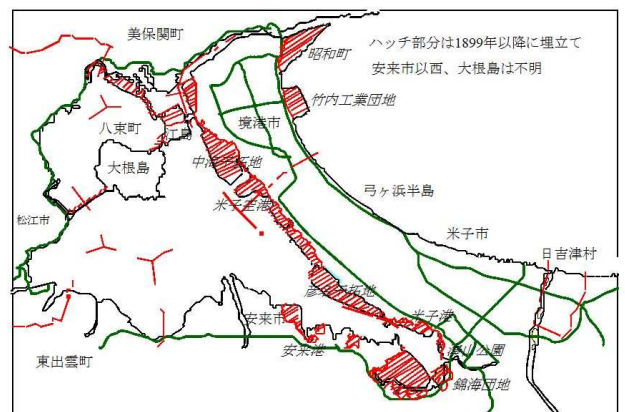 美保関町
昭和町
ハッチ部分は1899年以降に埋立て
安来市以西、大根島は不明
竹内工業団地
境港市
八束町
江島
中海干拓地
大根島
米子空港
弓ヶ浜半島
松江市
米子市
日吉津村
彦名干拓地
安来市
米子港
安来港
湊山公園
東出雲町
錦海団地